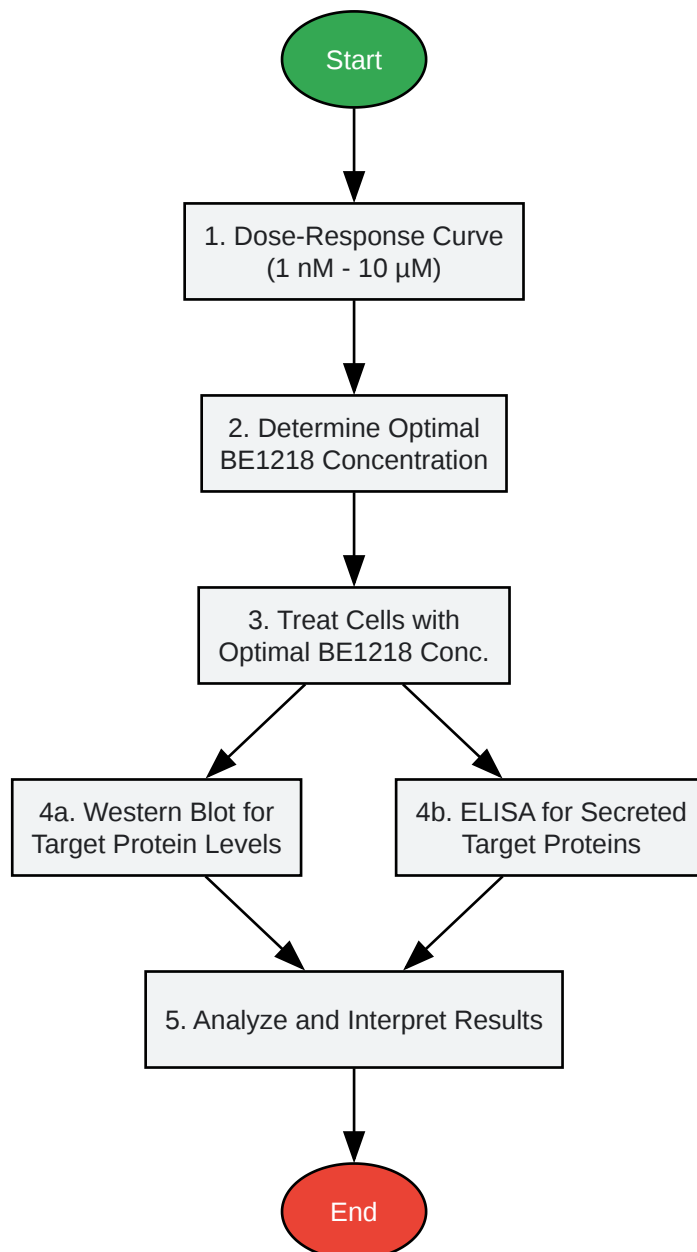 Start
1. Dose-Response Curve
(1 nM - 10 µM)
2. Determine Optimal
BE1218 Concentration
3. Treat Cells with
Optimal BE1218 Conc.
4a. Western Blot for
Target Protein Levels
4b. ELISA for Secreted
Target Proteins
5. Analyze and Interpret Results
End